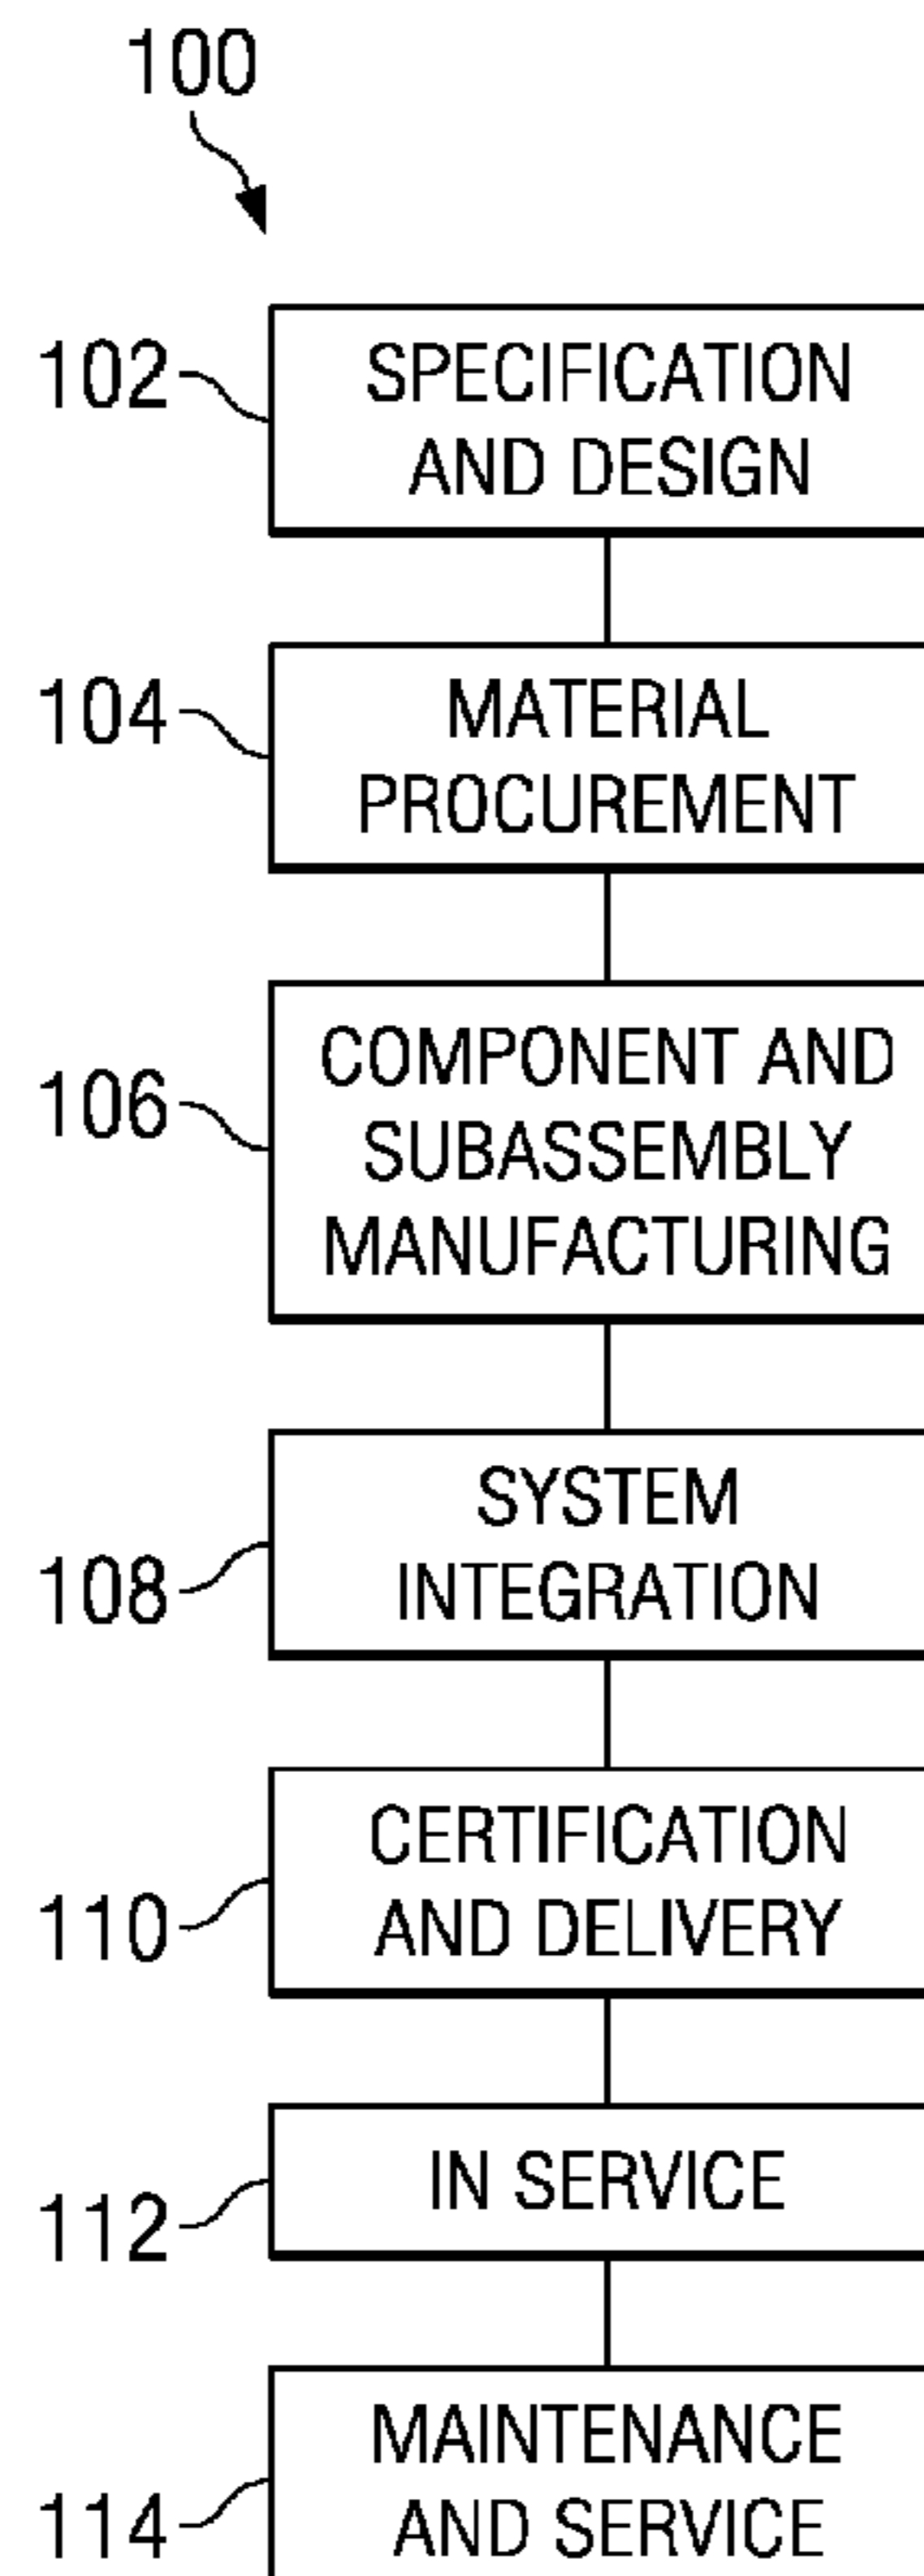 100
102
SPECIFICATION
AND DESIGN
104
MATERIAL
PROCUREMENT
106
COMPONENT AND
SUBASSEMBLY
MANUFACTURING
108
SYSTEM
INTEGRATION
110
CERTIFICATION
AND DELIVERY
112
IN SERVICE
114
MAINTENANCE
AND SERVICE